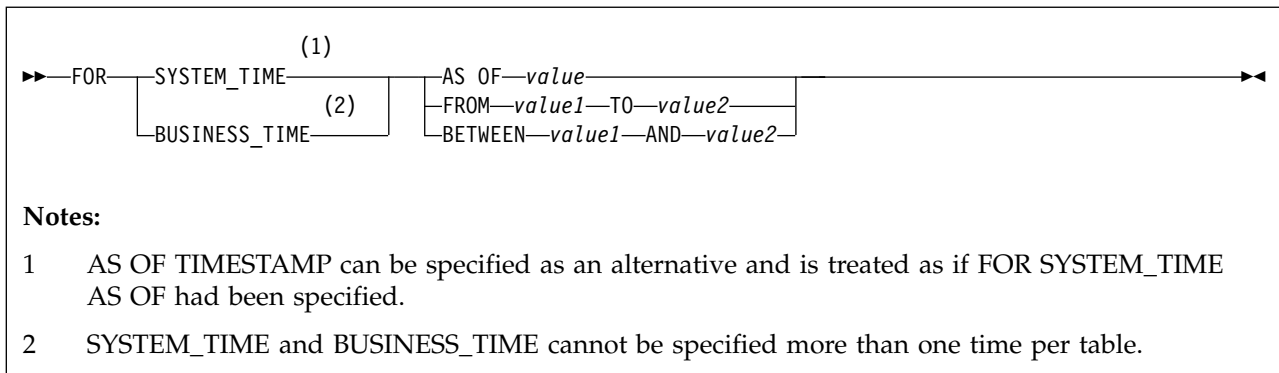 (1)
FOR SYSTEM_TIME AS OF value
(2) FROM value1 TO value2
BUSINESS_TIME BETWEEN value1 AND value2
Notes:
1 AS OF TIMESTAMP can be specified as an alternative and is treated as if FOR SYSTEM_TIME
AS OF had been specified.
2 SYSTEM_TIME and BUSINESS_TIME cannot be specified more than one time per table.